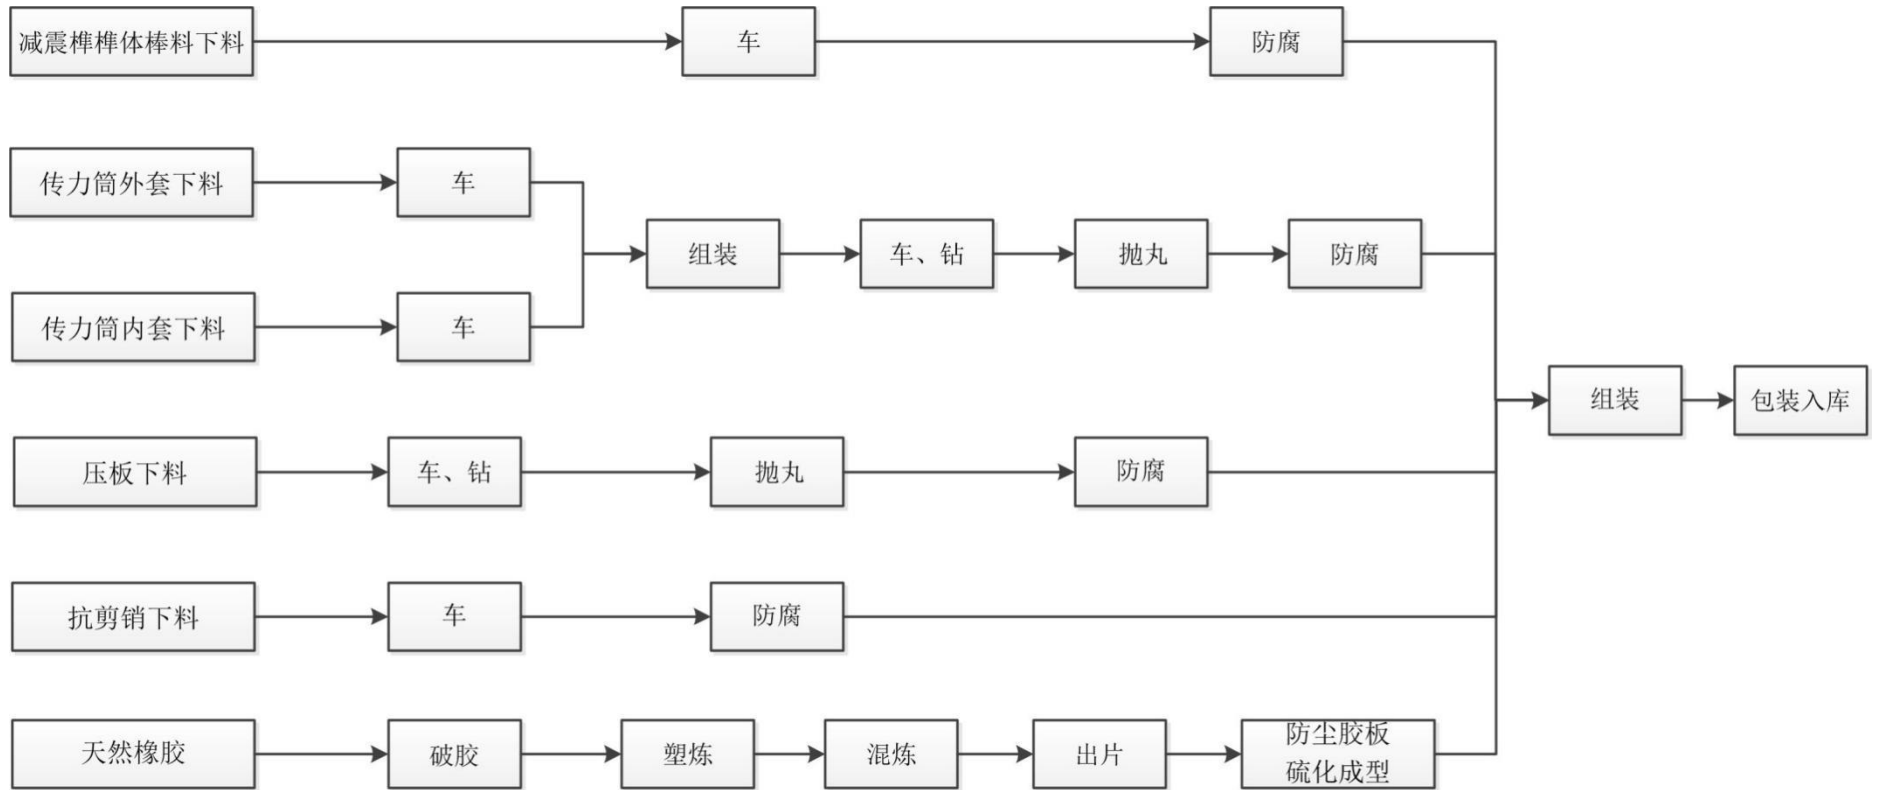 减震榫榫体棒料下料
车
防腐
传力筒外套下料
车
组装
车、钻
抛丸
防腐
传力筒内套下料
车
组装
包装入库
压板下料
车、钻
抛丸
防腐
抗剪销下料
车
防腐
天然橡胶
破胶
塑炼
混炼
出片
防尘胶板
硫化成型